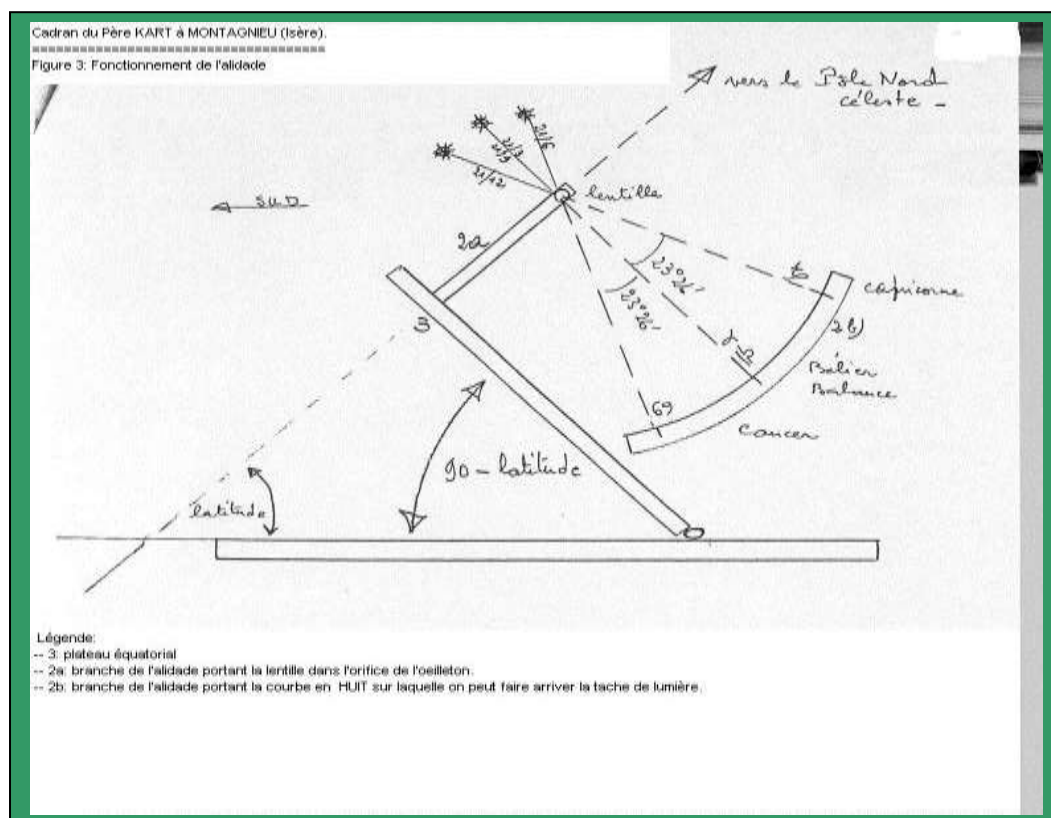 Cadran du Père KART à MONTAGNIEU (Isère).
=====================================
Figure 3: Fonctionnement de l'alidade
vers le Pôle Nord
céleste -
21/6
21/12
SUD
lentille
2a
23°26'
23°26'
♑
capricorne
2b)
γ ♎
Bélier
Balance
3
69
cancer
90 - latitude
latitude
Légende:
-- 3: plateau équatorial
-- 2a: branche de l'alidade portant la lentille dans l'orifice de l'oeilleton.
-- 2b: branche de l'alidade portant la courbe en HUIT sur laquelle on peut faire arriver la tache de lumière.